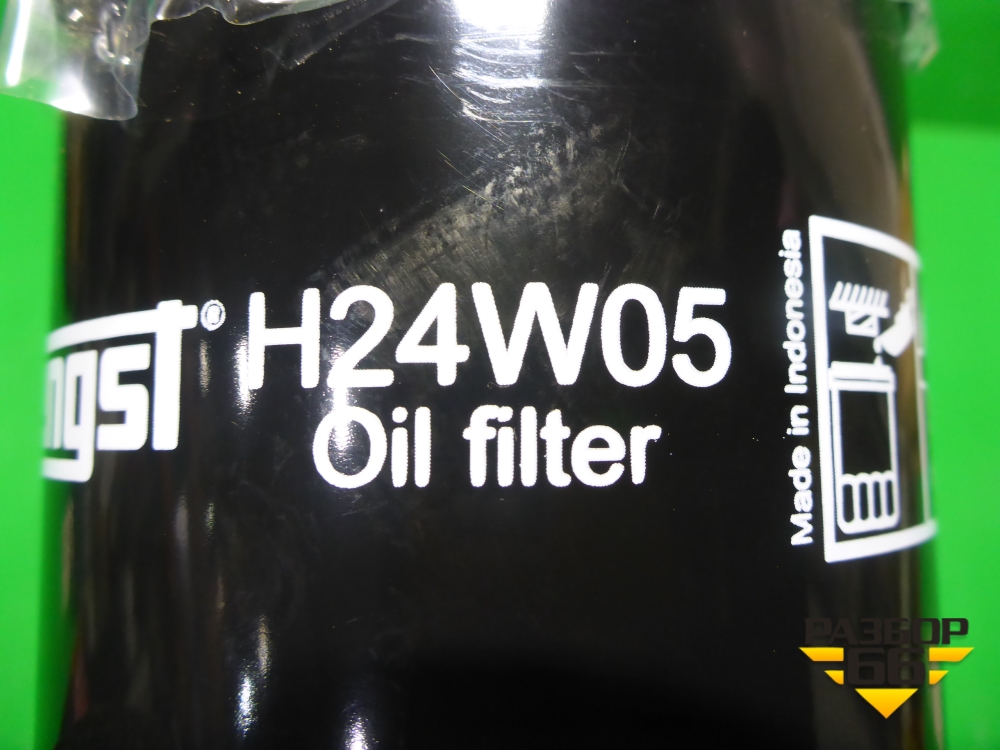 ngst®
H24W05
Oil filter
Made in Indonesia
РАЗБОР
66